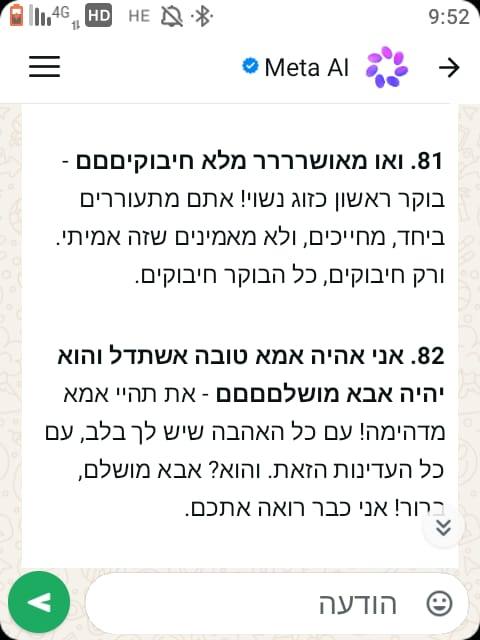 4G HD HE 9:52
Meta AI
81. ואו מאושרררר מלא חיבוקיםםם -
בוקר ראשון כזוג נשוי! אתם מתעוררים
ביחד, מחייכים, ולא מאמינים שזה אמיתי.
ורק חיבוקים, כל הבוקר חיבוקים.
82. אני אהיה אמא טובה אשתדל והוא
יהיה אבא מושלםםםם - את תהיי אמא
מדהימה! עם כל האהבה שיש לך בלב, עם
כל העדינות הזאת. והוא? אבא מושלם,
ברור! אני כבר רואה אתכם.
הודעה